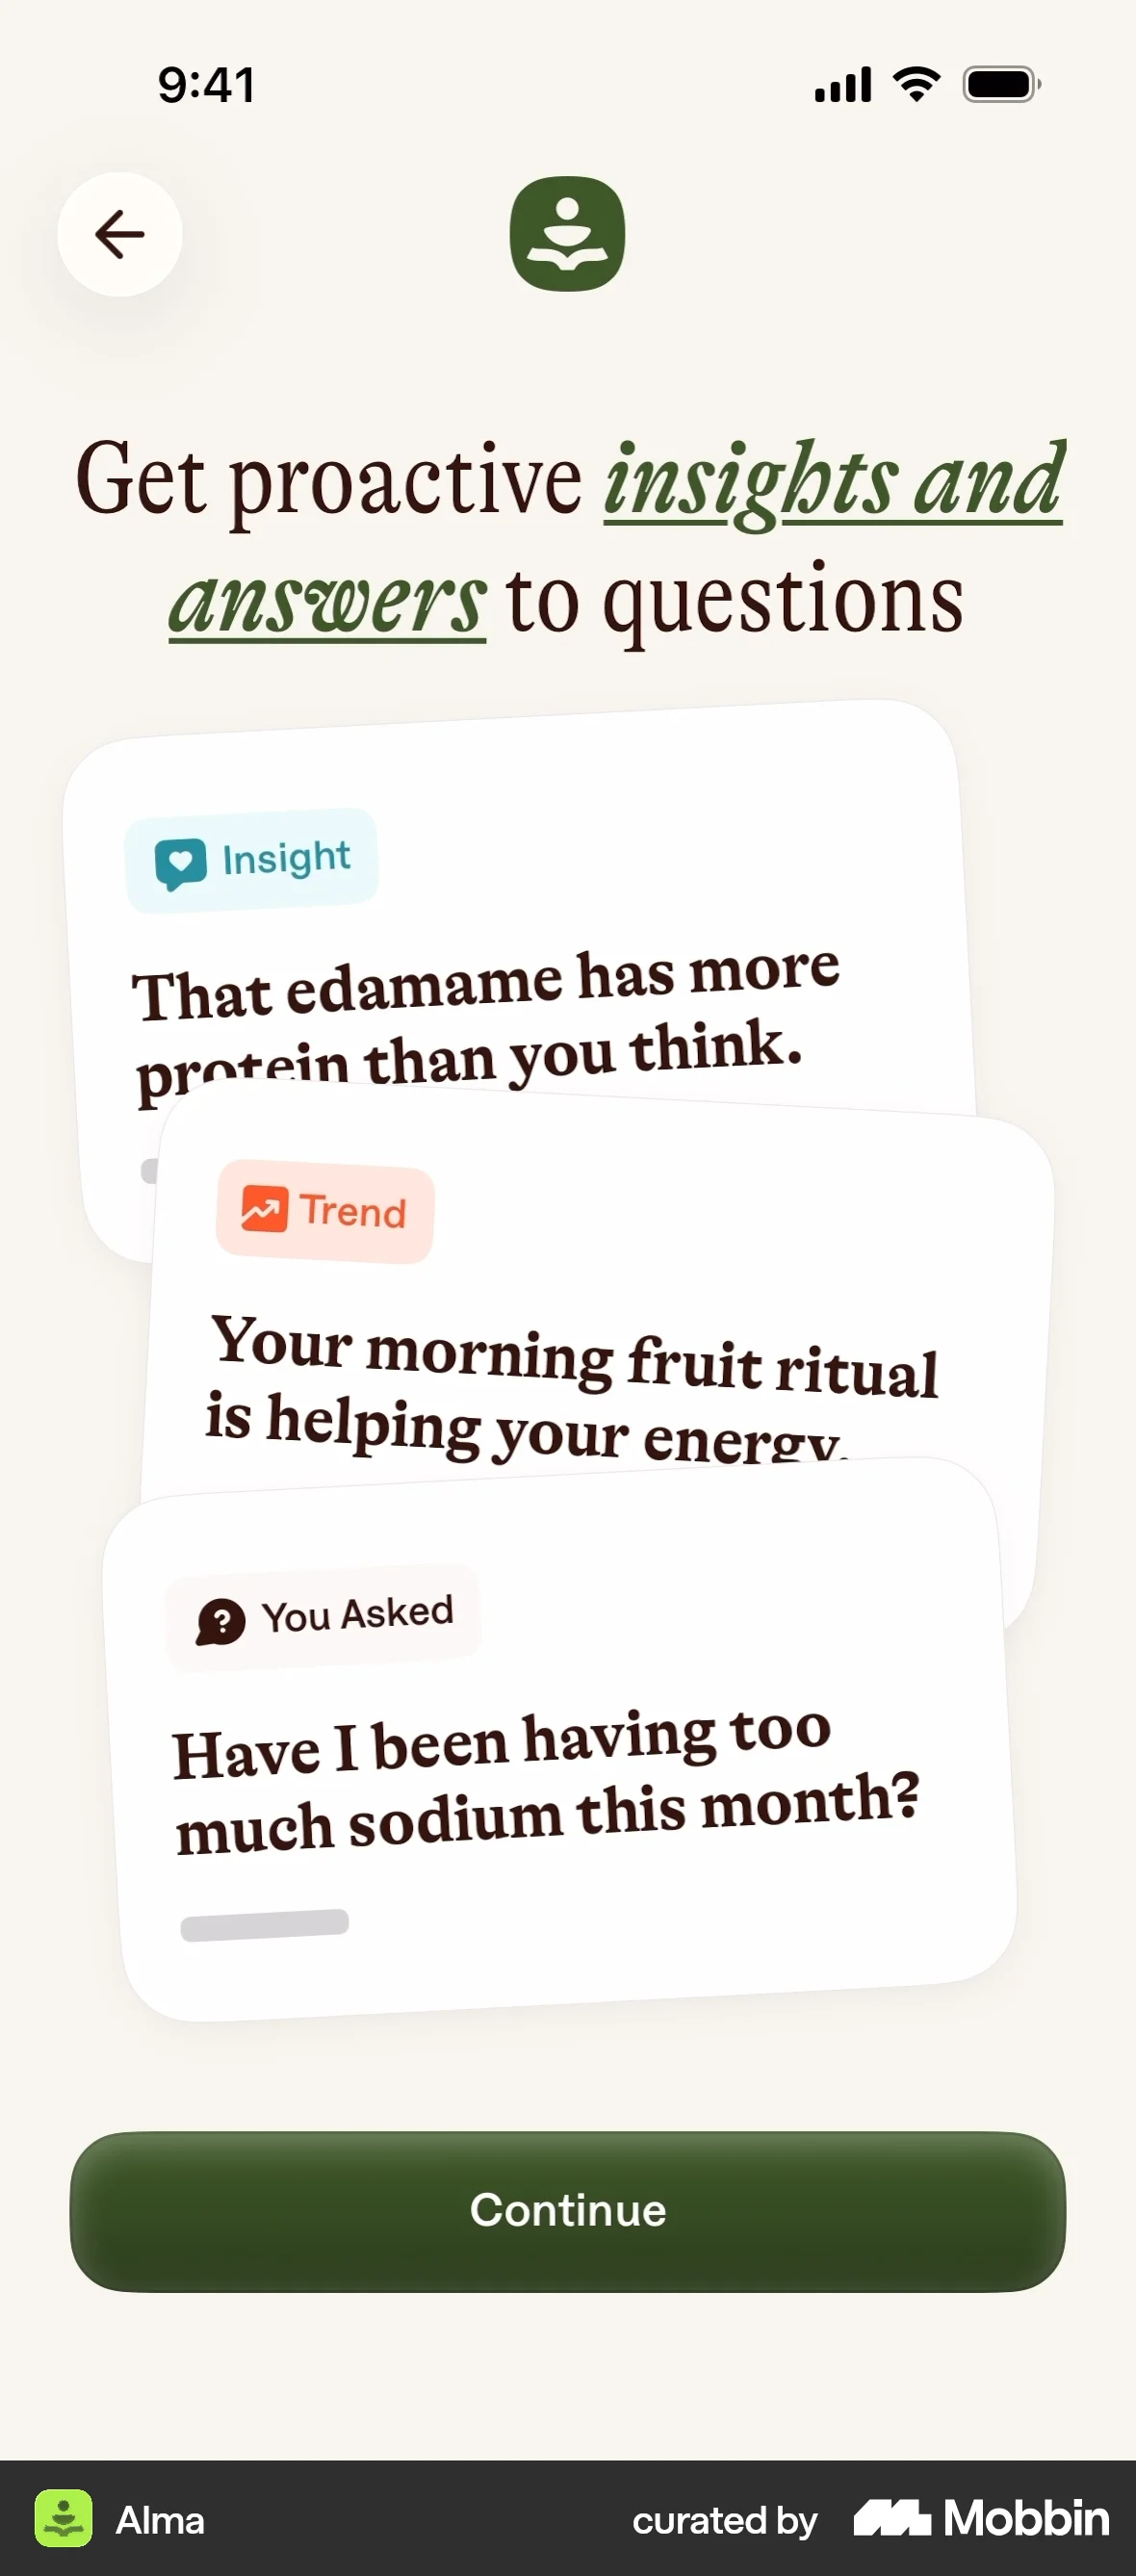 9:41
Get proactive insights and
answers to questions
Insight
That edamame has more
protein than you think.
Trend
Your morning fruit ritual
is helping your energy.
You Asked
Have I been having too
much sodium this month?
Continue
Alma
curated by Mobbin